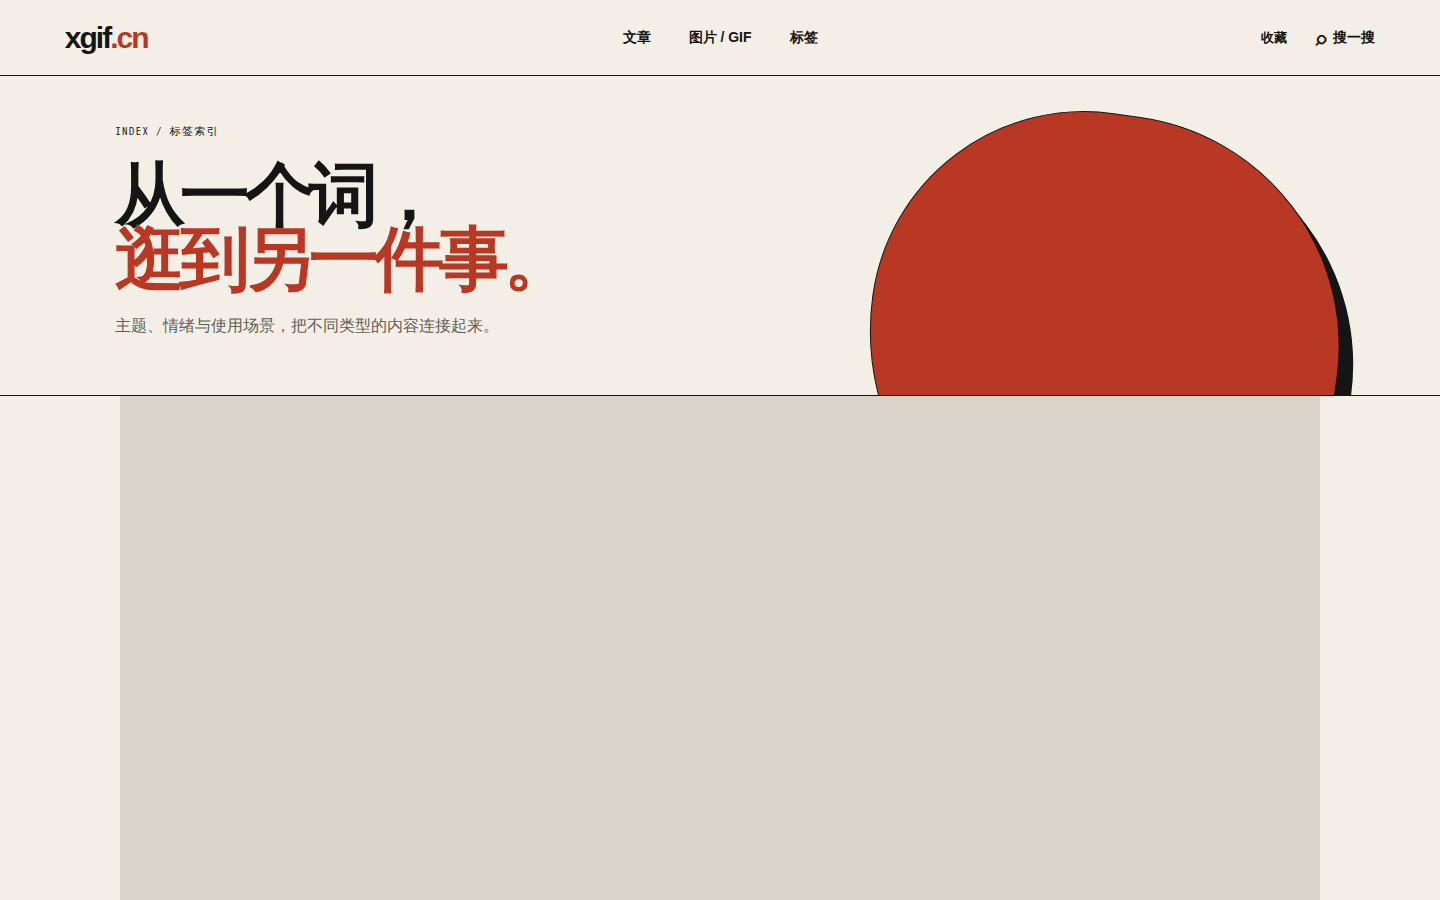 xgif.cn
文章 图片 / GIF 标签
收藏 搜一搜
INDEX / 标签索引
从一个词，
逛到另一件事。
主题、情绪与使用场景，把不同类型的内容连接起来。